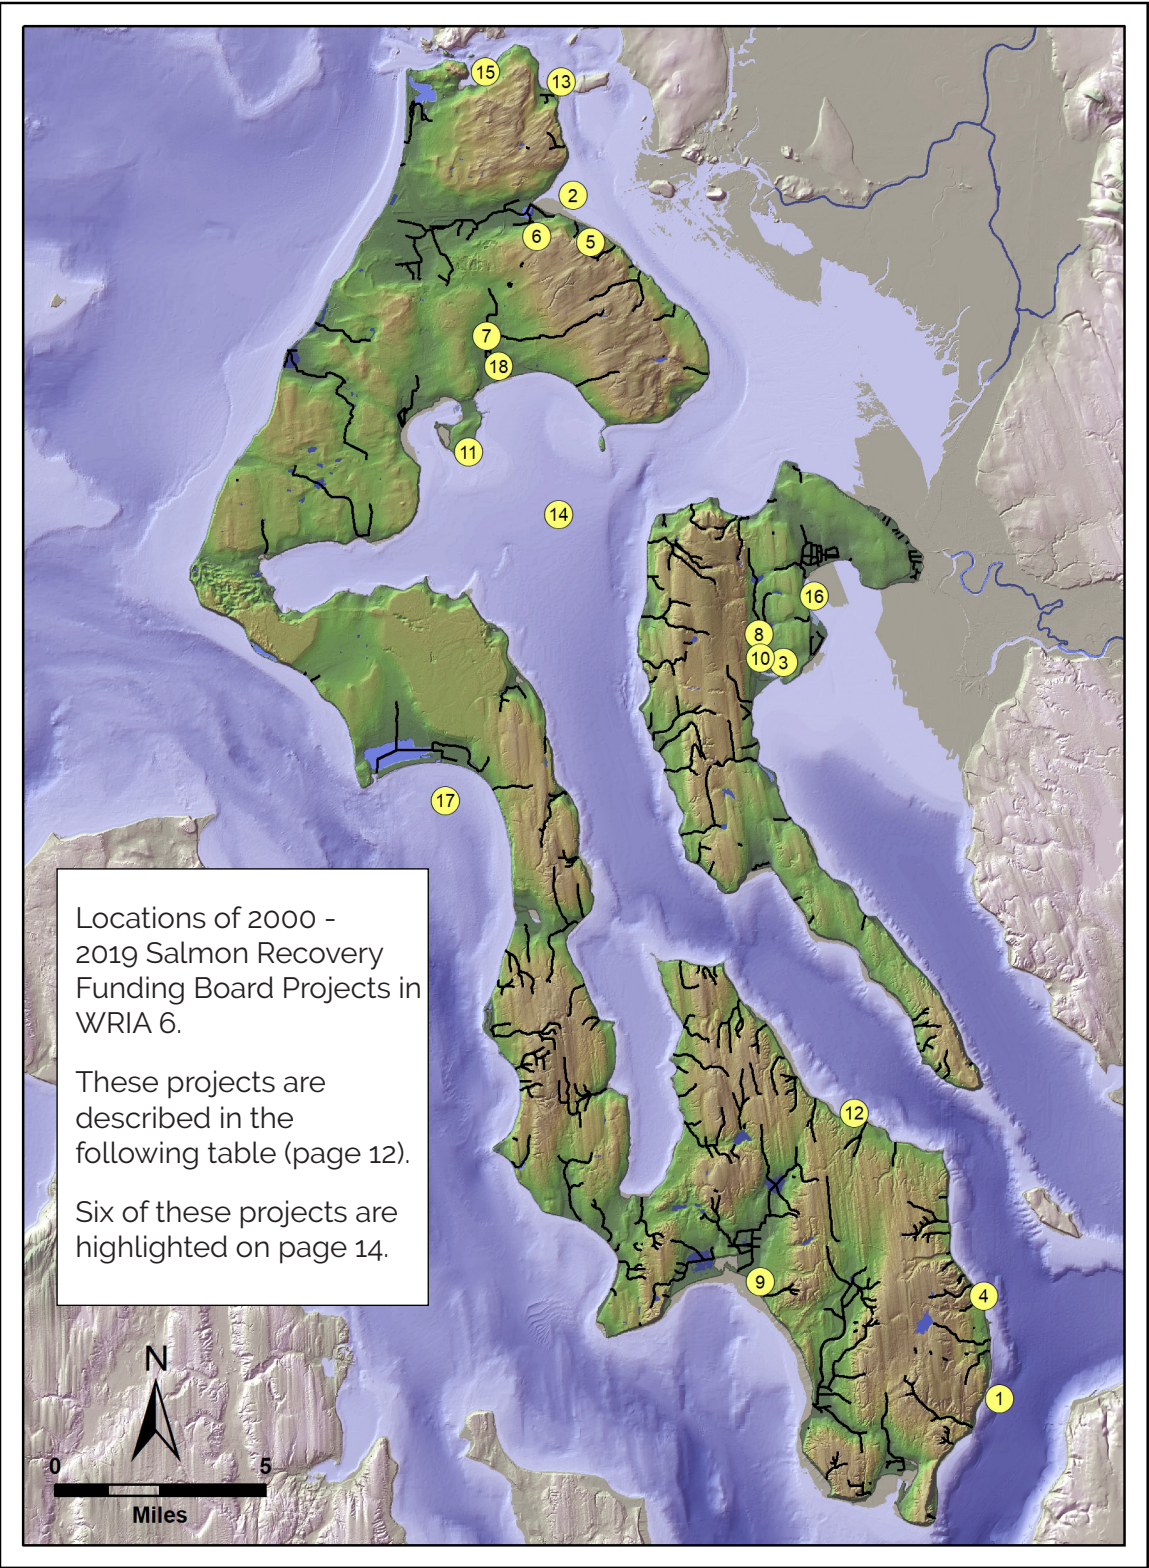 15
13
2
6
5
7
18
11
14
16
8
10
3
17
Locations of 2000 -
2019 Salmon Recovery
Funding Board Projects in
WRIA 6.
These projects are
described in the
following table (page 12).
Six of these projects are
highlighted on page 14.
12
9
4
1
N
0 5
Miles